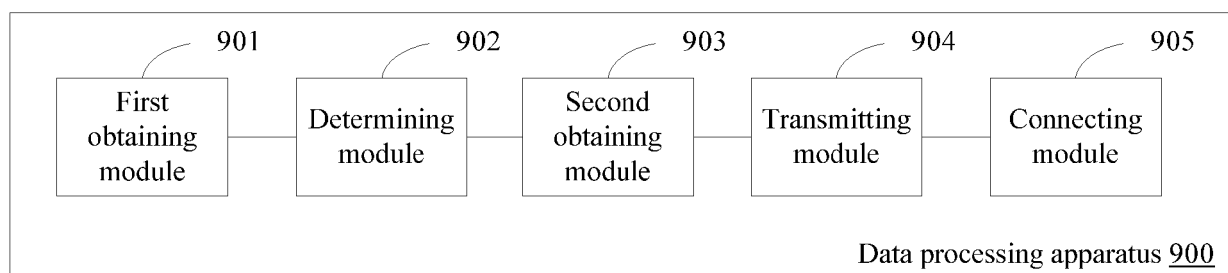 901
902
903
904
905
First
obtaining
module
Determining
module
Second
obtaining
module
Transmitting
module
Connecting
module
Data processing apparatus 900